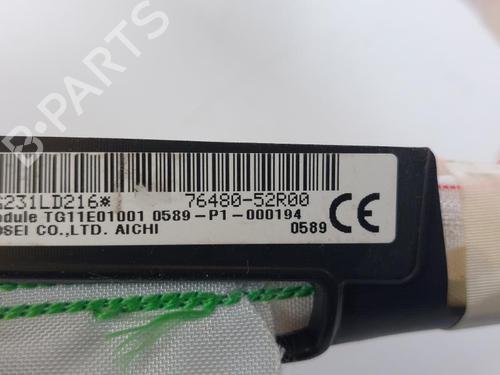 B-PARTS
S231LD216* 76480-52R00
odule TG11E01001 0589-P1-000194
OSEI CO.,LTD. AICHI 0589 CE